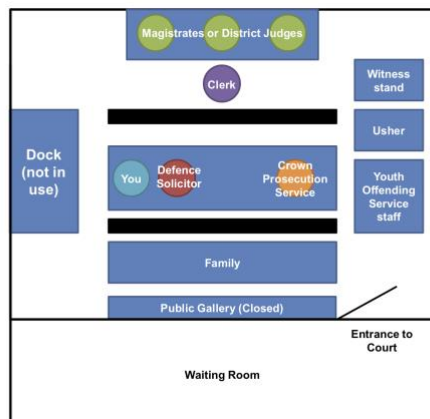 Magistrates or District Judges
Clerk
Witness
stand
Usher
Dock
(not in
use)
You
Defence
Solicitor
Crown
Prosecution
Service
Youth
Offending
Service
staff
Family
Public Gallery (Closed)
Entrance to
Court
Waiting Room